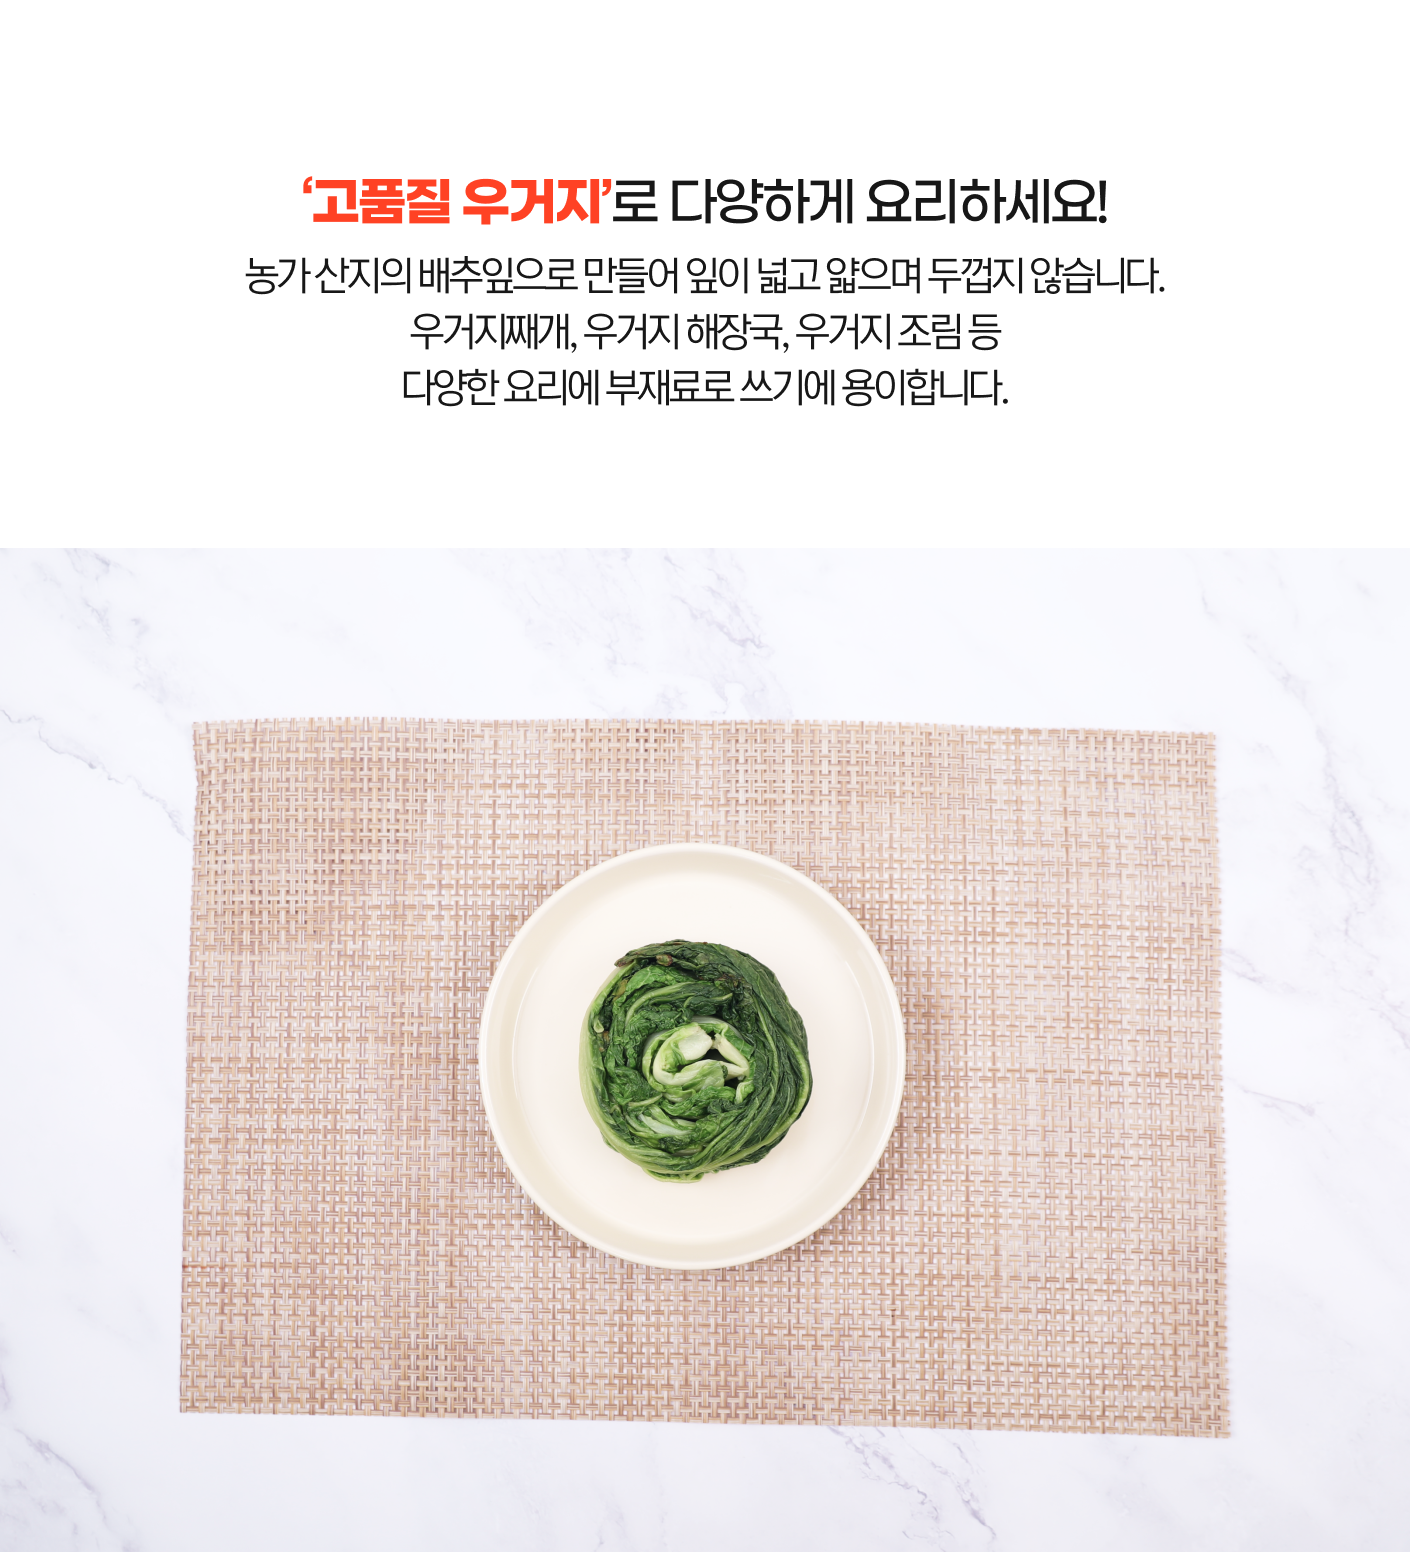 ‘고품질 우거지’로 다양하게 요리하세요!
농가 산지의 배추잎으로 만들어 잎이 넓고 얇으며 두껍지 않습니다.
우거지째개, 우거지 해장국, 우거지 조림 등
다양한 요리에 부재료로 쓰기에 용이합니다.